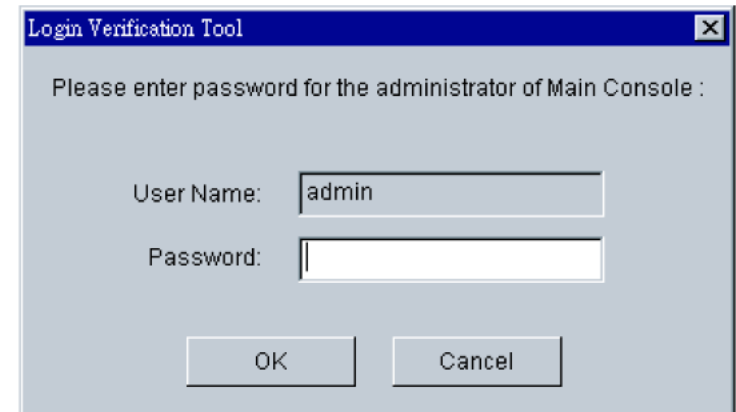 Login Verification Tool
Please enter password for the administrator of Main Console :
User Name: admin
Password:
OK Cancel